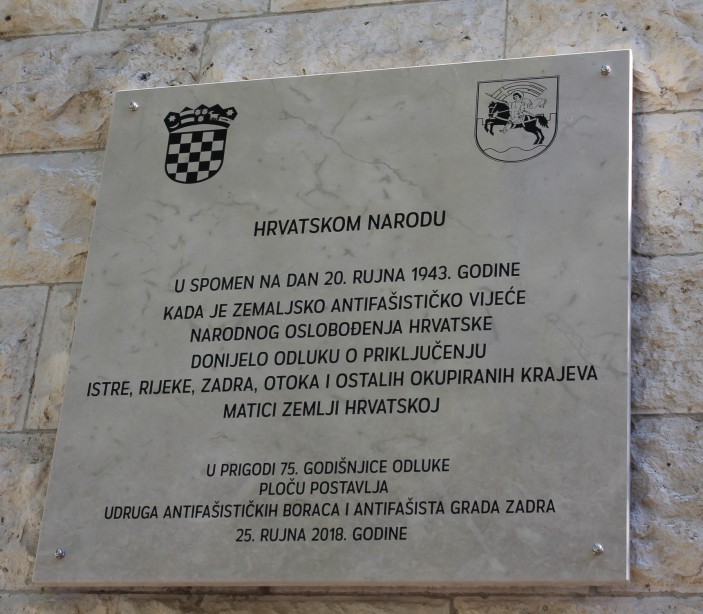 HRVATSKOM NARODU
U SPOMEN NA DAN 20. RUJNA 1943. GODINE
KADA JE ZEMALJSKO ANTIFAŠISTIČKO VIJEĆE
NARODNOG OSLOBOĐENJA HRVATSKE
DONIJELO ODLUKU O PRIKLJUČENJU
ISTRE, RIJEKE, ZADRA, OTOKA I OSTALIH OKUPIRANIH KRAJEVA
MATICI ZEMLJI HRVATSKOJ
U PRIGODI 75. GODIŠNJICE ODLUKE
PLOČU POSTAVLJA
UDRUGA ANTIFAŠISTIČKIH BORACA I ANTIFAŠISTA GRADA ZADRA
25. RUJNA 2018. GODINE